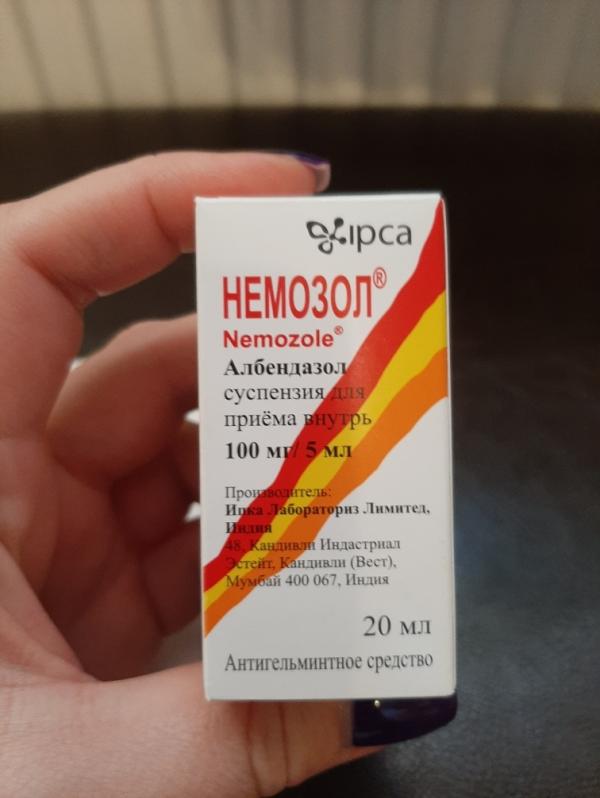 ipca
НЕМОЗОЛ®
Nemozole®
Албендазол
суспензия для
приёма внутрь
100 мг/ 5 мл
Производитель:
Ипка Лабораториз Лимитед,
Индия
48, Кандивли Индастриал
Эстейт, Кандивли (Вест),
Мумбай 400 067, Индия
20 мл
Антигельминтное средство